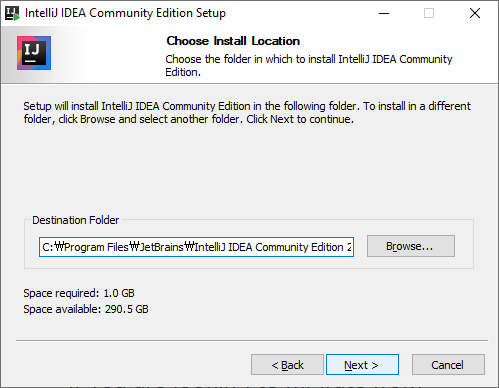 IntelliJ IDEA Community Edition Setup
IJ
Choose Install Location
Choose the folder in which to install IntelliJ IDEA Community
Edition.
Setup will install IntelliJ IDEA Community Edition in the following folder. To install in a different
folder, click Browse and select another folder. Click Next to continue.
Destination Folder
C:₩Program Files₩JetBrains₩IntelliJ IDEA Community Edition 2
Browse...
Space required: 1.0 GB
Space available: 290.5 GB
< Back
Next >
Cancel